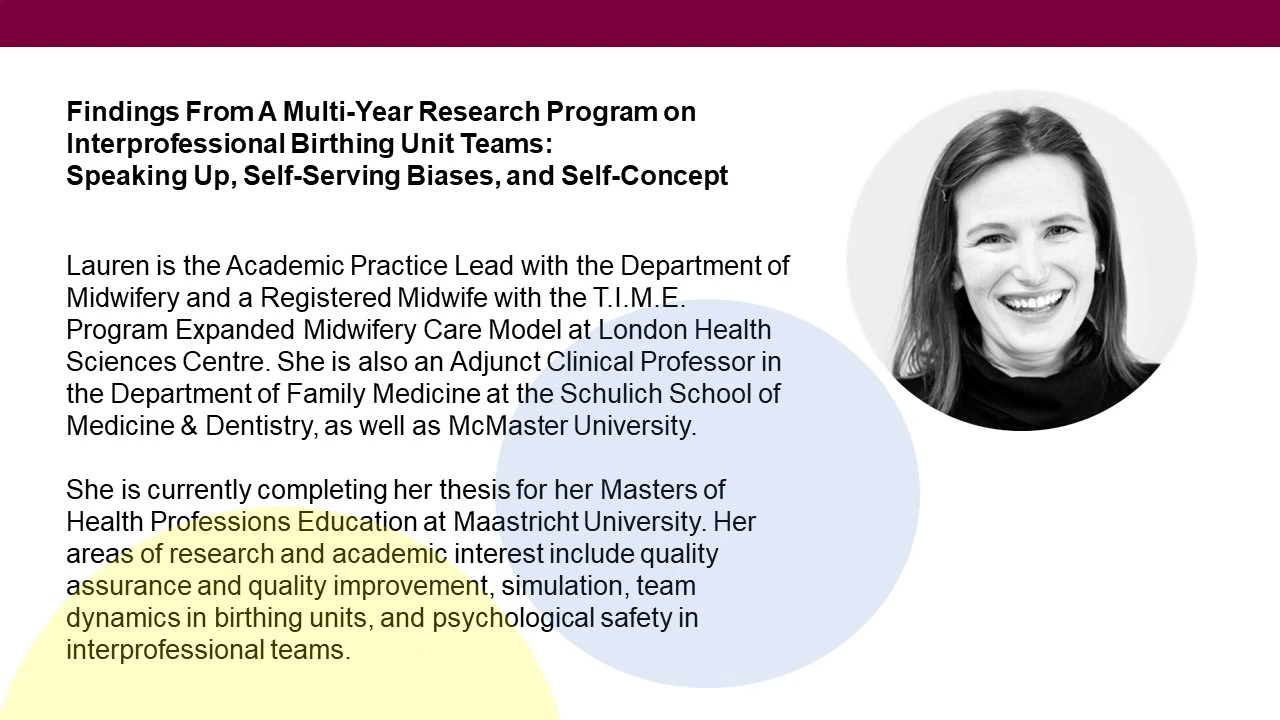 Findings From A Multi-Year Research Program on
Interprofessional Birthing Unit Teams:
Speaking Up, Self-Serving Biases, and Self-Concept
Lauren is the Academic Practice Lead with the Department of
Midwifery and a Registered Midwife with the T.I.M.E.
Program Expanded Midwifery Care Model at London Health
Sciences Centre. She is also an Adjunct Clinical Professor in
the Department of Family Medicine at the Schulich School of
Medicine & Dentistry, as well as McMaster University.
She is currently completing her thesis for her Masters of
Health Professions Education at Maastricht University. Her
areas of research and academic interest include quality
assurance and quality improvement, simulation, team
dynamics in birthing units, and psychological safety in
interprofessional teams.